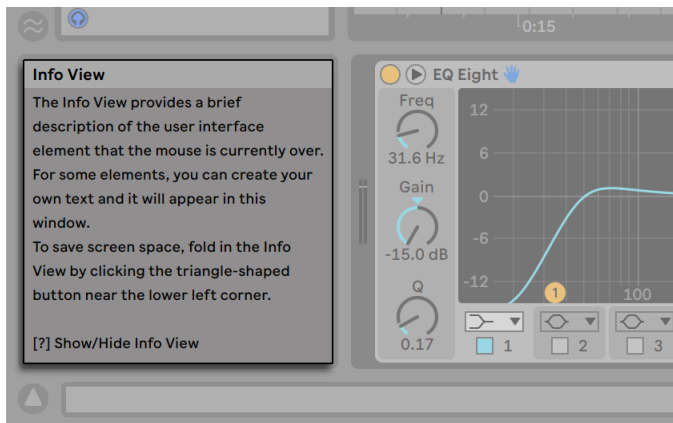 0:15
Info View
The Info View provides a brief
description of the user interface
element that the mouse is currently over.
For some elements, you can create your
own text and it will appear in this
window.
To save screen space, fold in the Info
View by clicking the triangle-shaped
button near the lower left corner.
[?] Show/Hide Info View
EQ Eight
Freq
31.6 Hz
Gain
-15.0 dB
Q
0.17
12
6
0
-6
-12
1
100
1
2
3